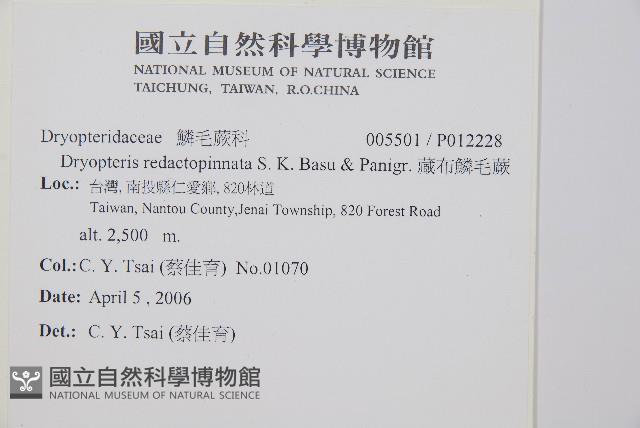 國立自然科學博物館
NATIONAL MUSEUM OF NATURAL SCIENCE
TAICHUNG, TAIWAN, R.O.CHINA
Dryopteridaceae 鱗毛蕨科 005501 / P012228
Dryopteris redactopinnata S. K. Basu & Panigr. 藏布鱗毛蕨
Loc.: 台灣, 南投縣仁愛鄉, 820林道
Taiwan, Nantou County,Jenai Township, 820 Forest Road
alt. 2,500 m.
Col.: C. Y. Tsai (蔡佳育) No.01070
Date: April 5 , 2006
Det.: C. Y. Tsai (蔡佳育)
國立自然科學博物館
NATIONAL MUSEUM OF NATURAL SCIENCE